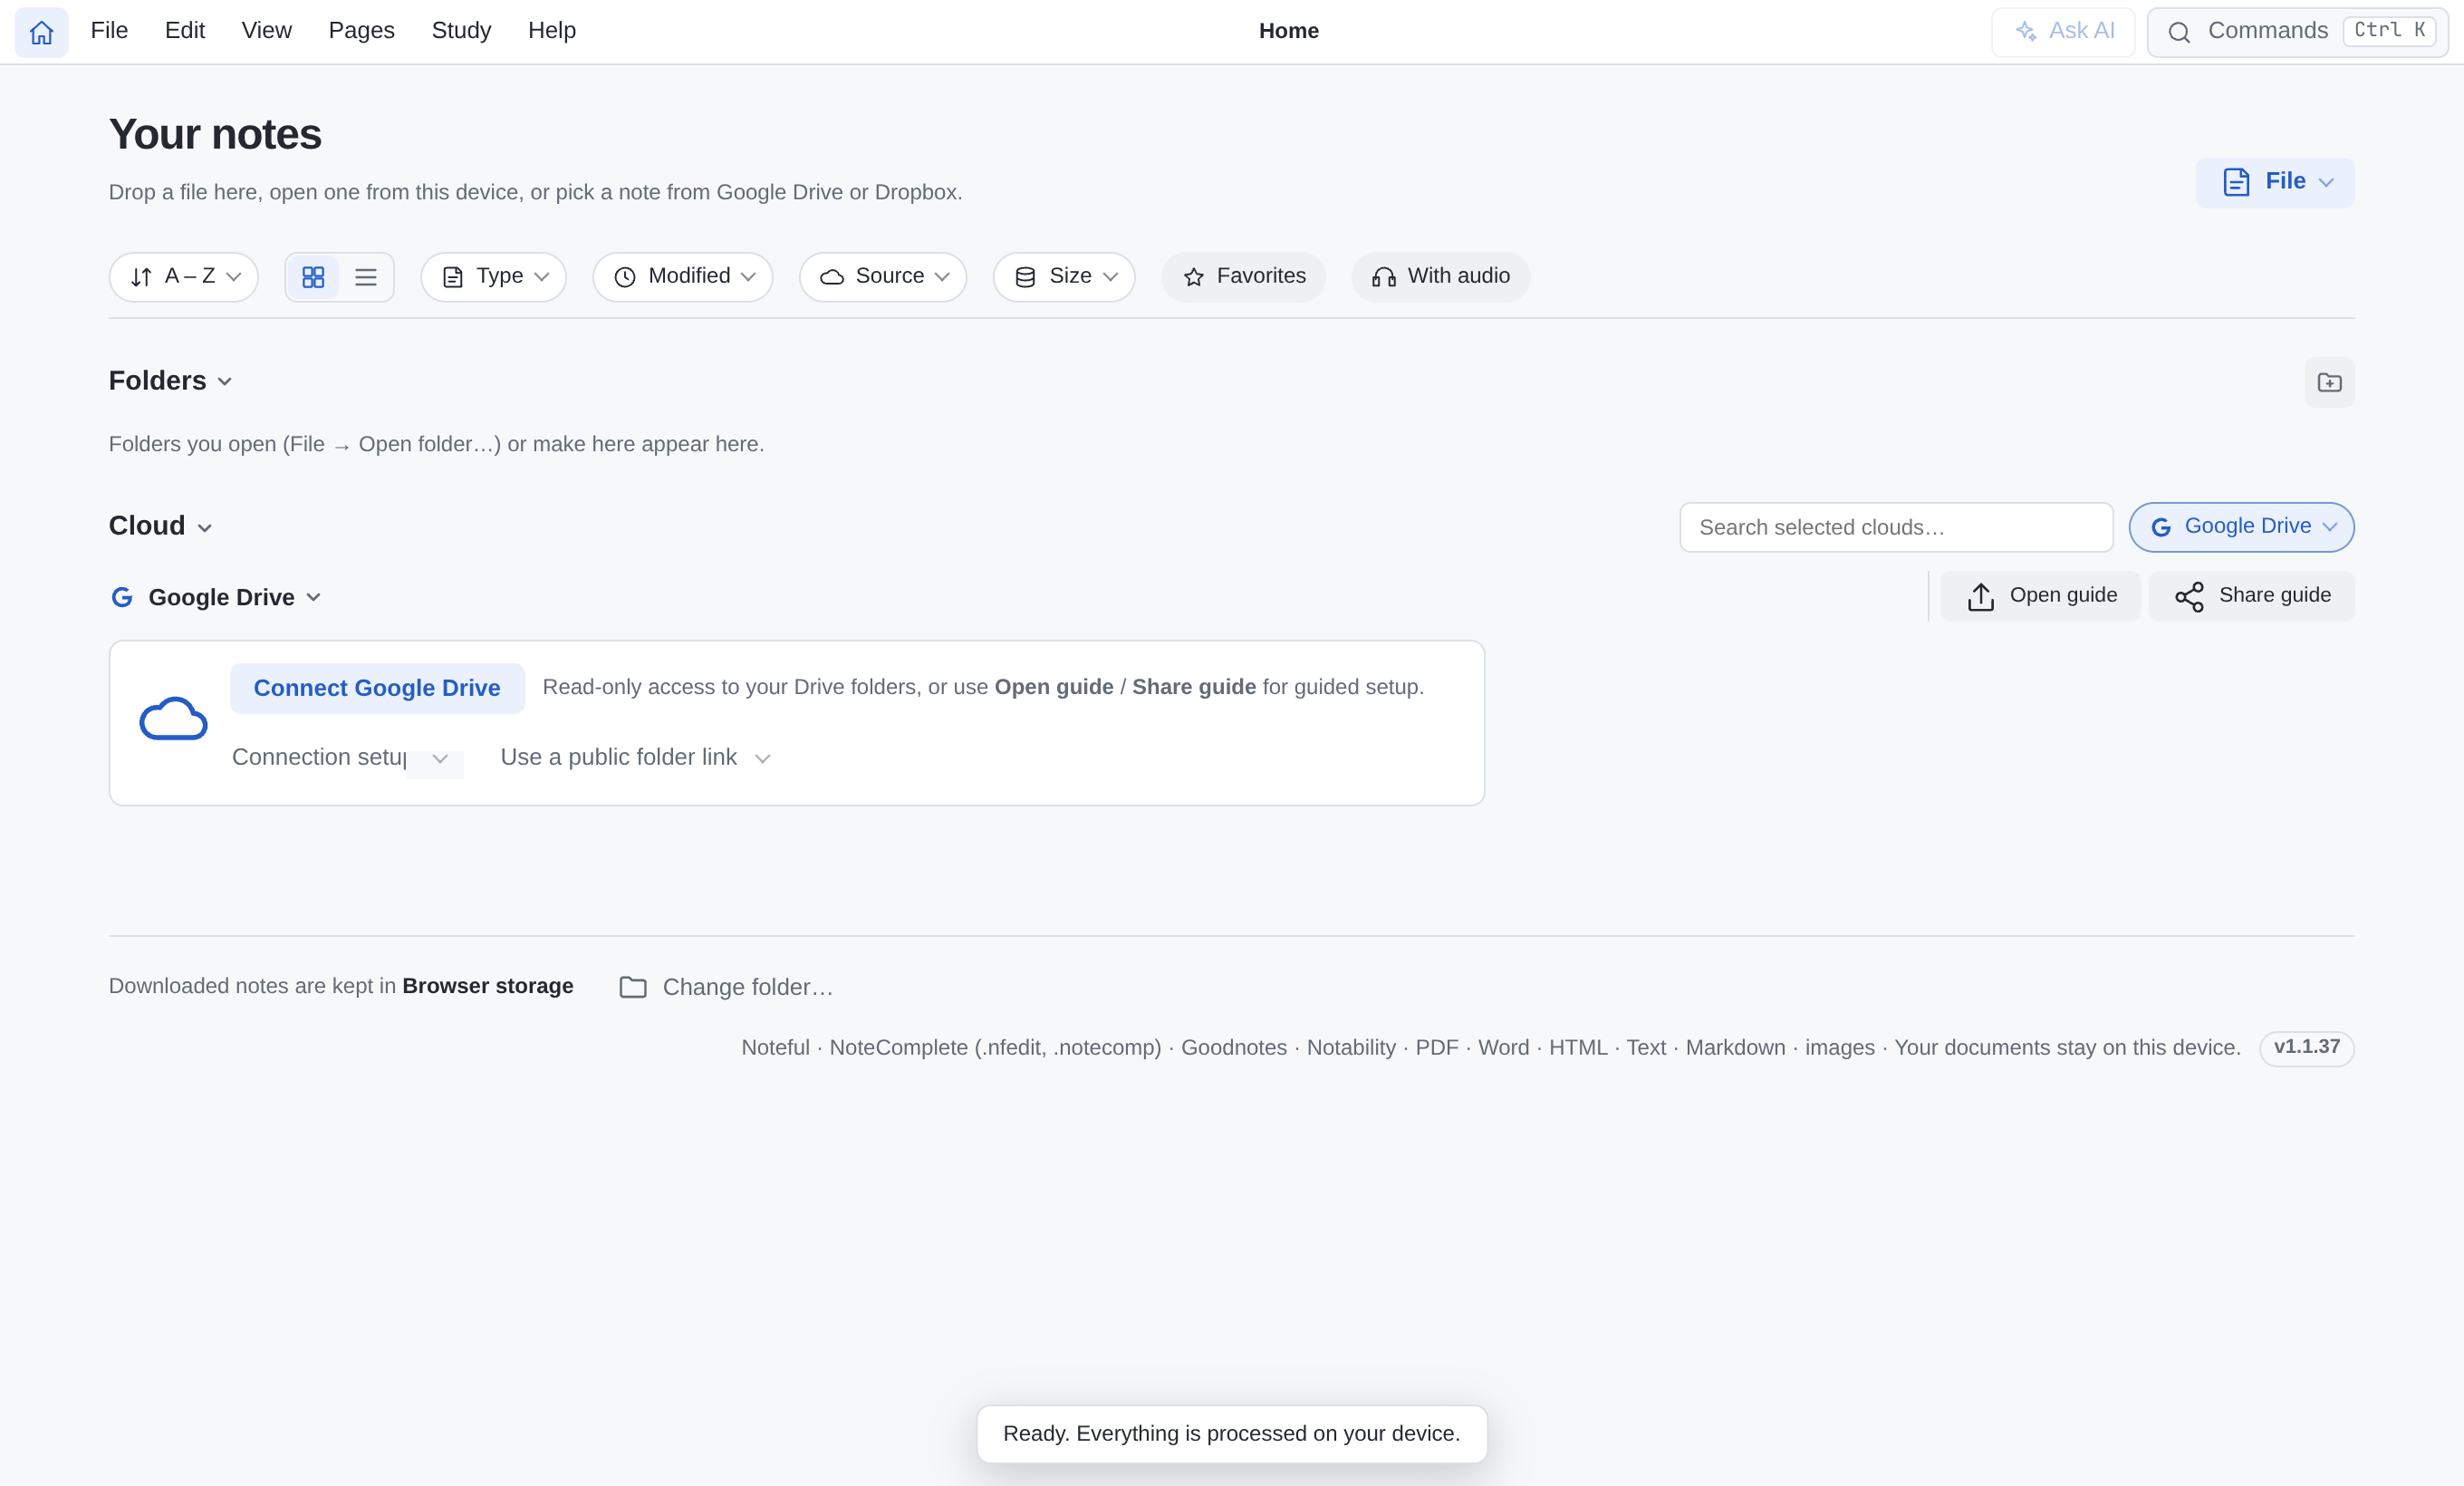 File Edit View Pages Study Help Home Ask AI Commands Ctrl K
Your notes
Drop a file here, open one from this device, or pick a note from Google Drive or Dropbox.
File
A – Z Type Modified Source Size Favorites With audio
Folders
Folders you open (File → Open folder…) or make here appear here.
Cloud Search selected clouds… Google Drive
Google Drive Open guide Share guide
Connect Google Drive Read-only access to your Drive folders, or use Open guide / Share guide for guided setup.
Connection setup Use a public folder link
Downloaded notes are kept in Browser storage Change folder…
Noteful · NoteComplete (.nfedit, .notecomp) · Goodnotes · Notability · PDF · Word · HTML · Text · Markdown · images · Your documents stay on this device. v1.1.37
Ready. Everything is processed on your device.